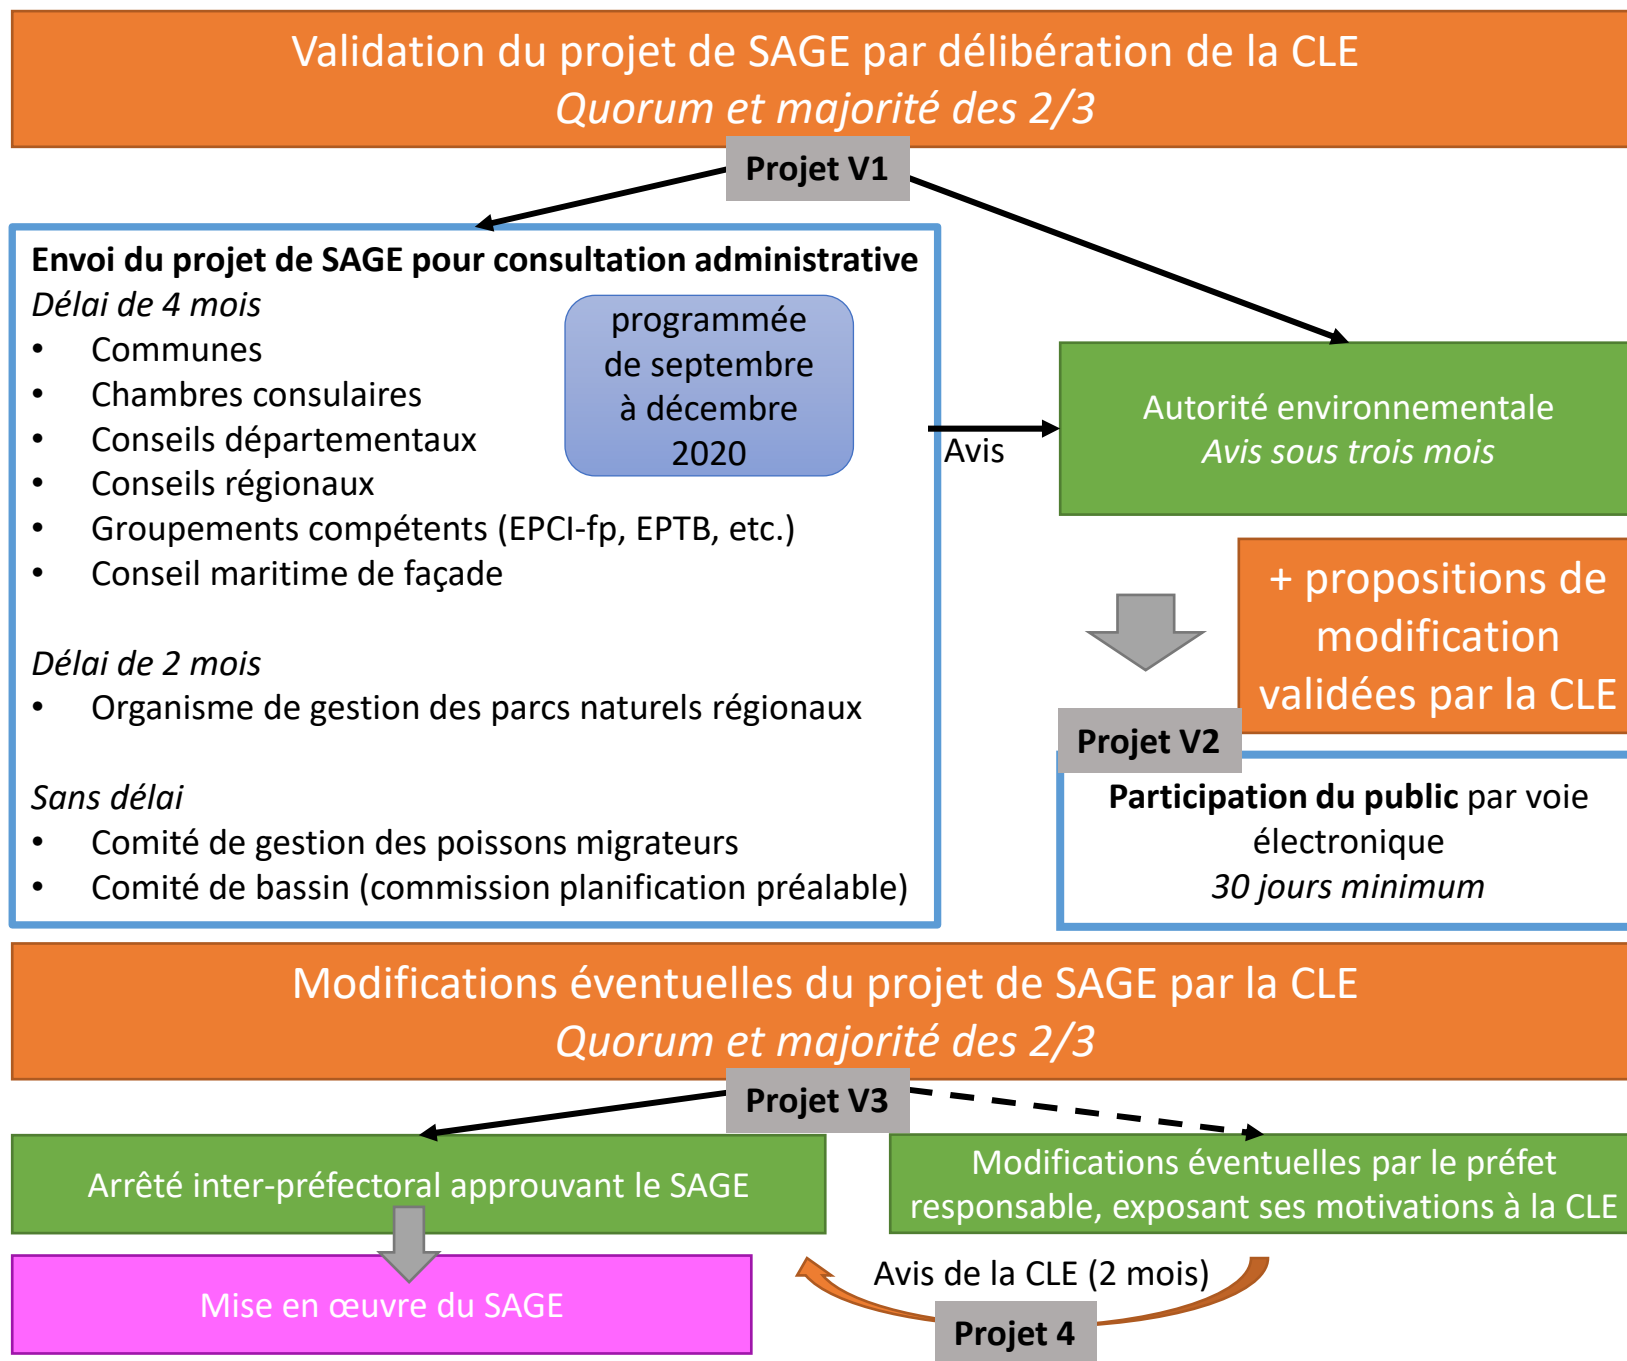 Validation du projet de SAGE par délibération de la CLE
Quorum et majorité des 2/3
Projet V1
Envoi du projet de SAGE pour consultation administrative
Délai de 4 mois
• Communes
• Chambres consulaires
• Conseils départementaux
• Conseils régionaux
• Groupements compétents (EPCI-fp, EPTB, etc.)
• Conseil maritime de façade
programmée
de septembre
à décembre
2020
Délai de 2 mois
• Organisme de gestion des parcs naturels régionaux
Sans délai
• Comité de gestion des poissons migrateurs
• Comité de bassin (commission planification préalable)
Avis
Autorité environnementale
Avis sous trois mois
+ propositions de
modification
validées par la CLE
Projet V2
Participation du public par voie
électronique
30 jours minimum
Modifications éventuelles du projet de SAGE par la CLE
Quorum et majorité des 2/3
Projet V3
Arrêté inter-préfectoral approuvant le SAGE
Modifications éventuelles par le préfet
responsable, exposant ses motivations à la CLE
Mise en œuvre du SAGE
Avis de la CLE (2 mois)
Projet 4